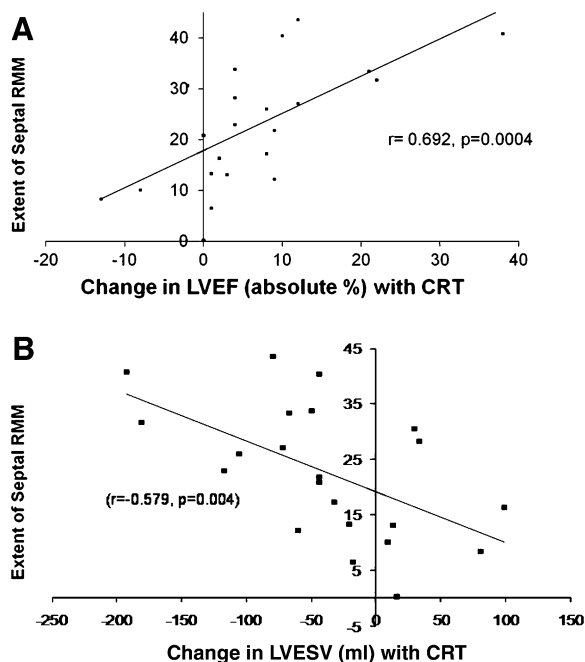 A
Extent of Septal RMM
40
30
20
10
0
r= 0.692, p=0.0004
-20 -10 0 10 20 30 40
Change in LVEF (absolute %) with CRT
B
Extent of Septal RMM
45
35
25
15
5
-5
(r=-0.579, p=0.004)
-250 -200 -150 -100 -50 0 50 100 150
Change in LVESV (ml) with CRT